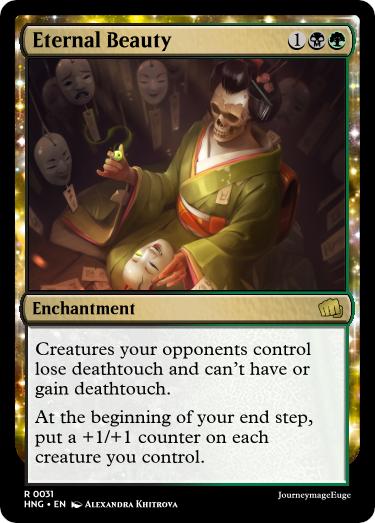 Eternal Beauty 1
Enchantment
Creatures your opponents control
lose deathtouch and can't have or
gain deathtouch.
At the beginning of your end step,
put a +1/+1 counter on each
creature you control.
R 0031
HNG • EN Alexandra Khitrova
JourneymageEuge